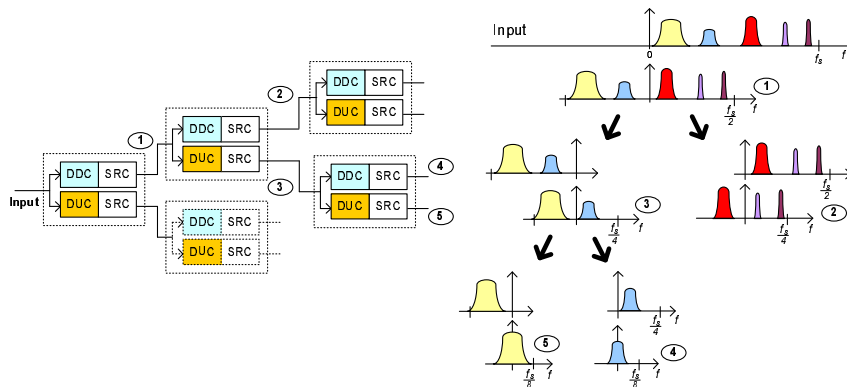 Input
0
fs
f
DDC SRC
DUC SRC
2
1
fs/2
f
DDC SRC
DUC SRC
1
4
DDC SRC
DUC SRC
DDC SRC
DUC SRC
Input
3
5
DDC SRC
DUC SRC
fs/2
f
3
fs/4
f
2
fs/4
f
fs/4
f
5
fs/8
f
4
fs/8
f